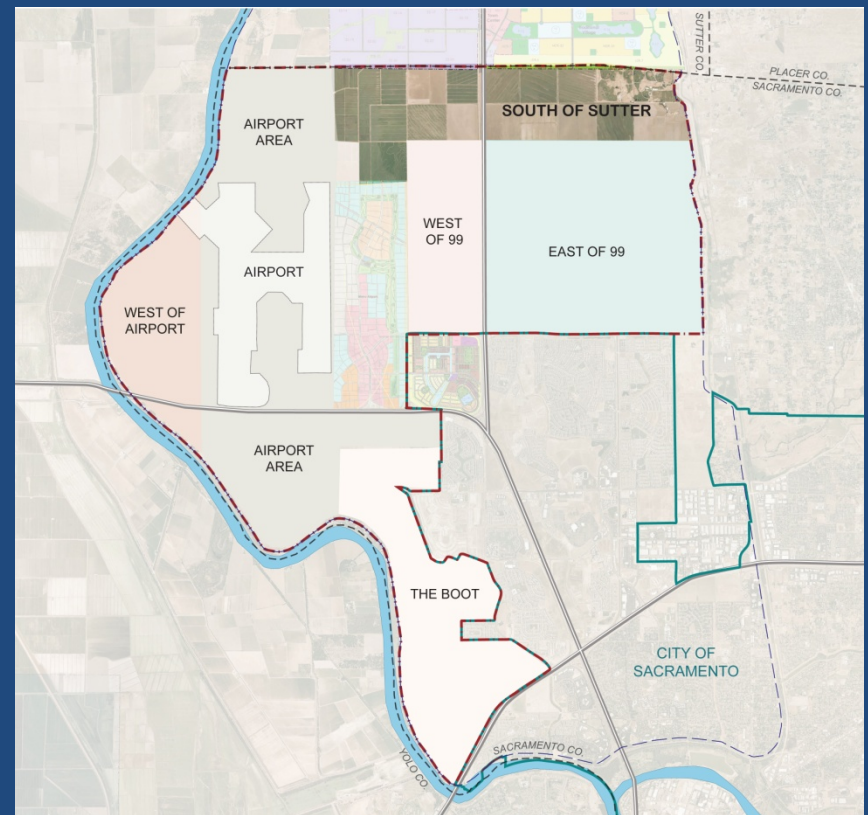 SUTTER CO.
PLACER CO.
SACRAMENTO CO.
SOUTH OF SUTTER
AIRPORT
AREA
WEST
OF 99
EAST OF 99
AIRPORT
WEST OF
AIRPORT
AIRPORT
AREA
THE BOOT
CITY OF
SACRAMENTO
SACRAMENTO CO.
YOLO CO.